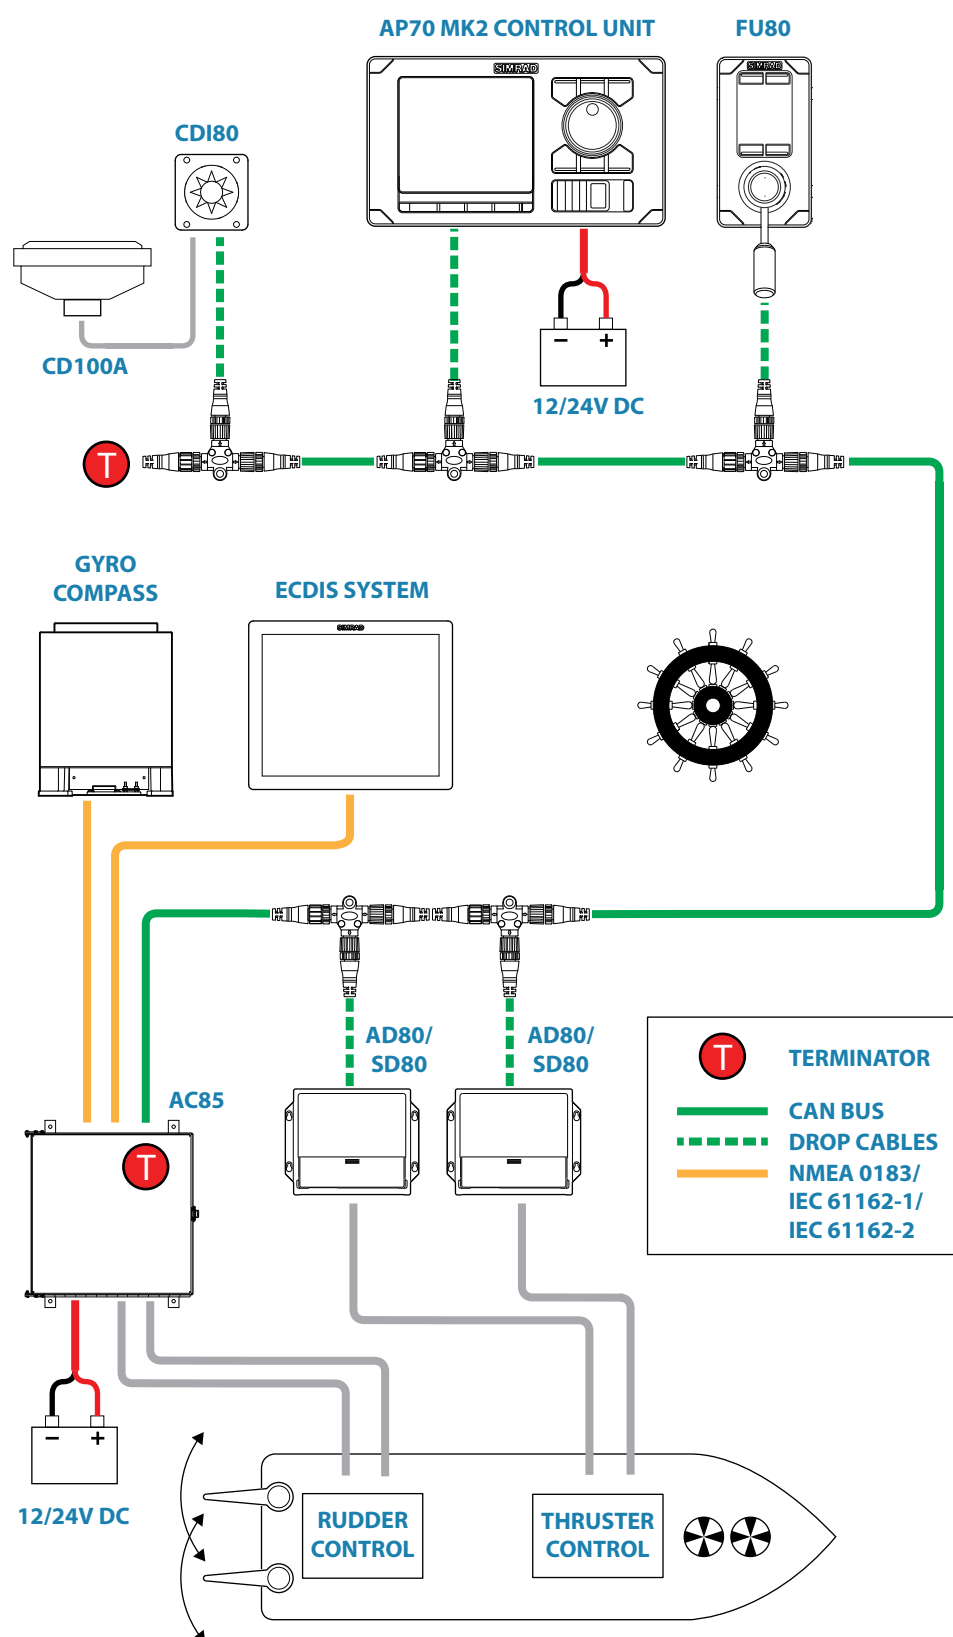 AP70 MK2 CONTROL UNIT
FU80
SIMRAD
SIMRAD
CDI80
CD100A
12/24V DC
T
GYRO
COMPASS
ECDIS SYSTEM
SIMRAD
AD80/
SD80
AD80/
SD80
AC85
T
T
TERMINATOR
CAN BUS
DROP CABLES
NMEA 0183/
IEC 61162-1/
IEC 61162-2
12/24V DC
RUDDER
CONTROL
THRUSTER
CONTROL